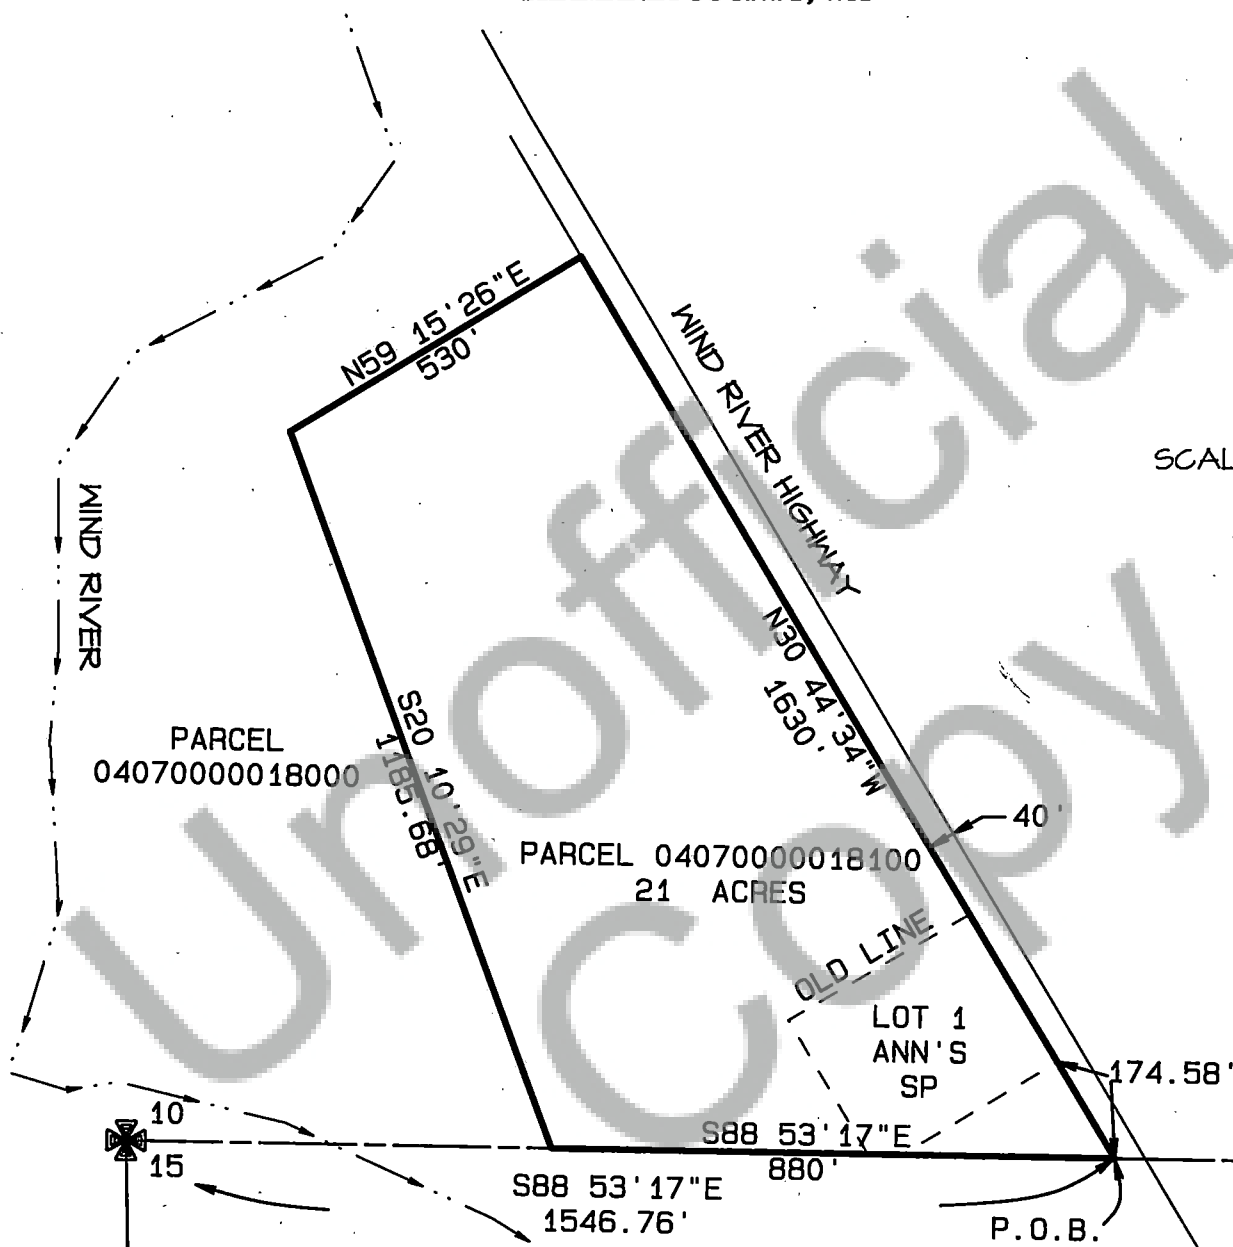 N59 15'26"E
530'
WIND RIVER HIGHWAY
SCAL
WIND RIVER
N30 44'34"W
1630'
S20 10'29"E
1185.68'
PARCEL
04070000018000
40'
PARCEL 04070000018100
21 ACRES
OLD LINE
LOT 1
ANN'S
SP
174.58'
10
15
S88 53'17"E
880'
S88 53'17"E
1546.76'
P.O.B.
Unofficial
Copy